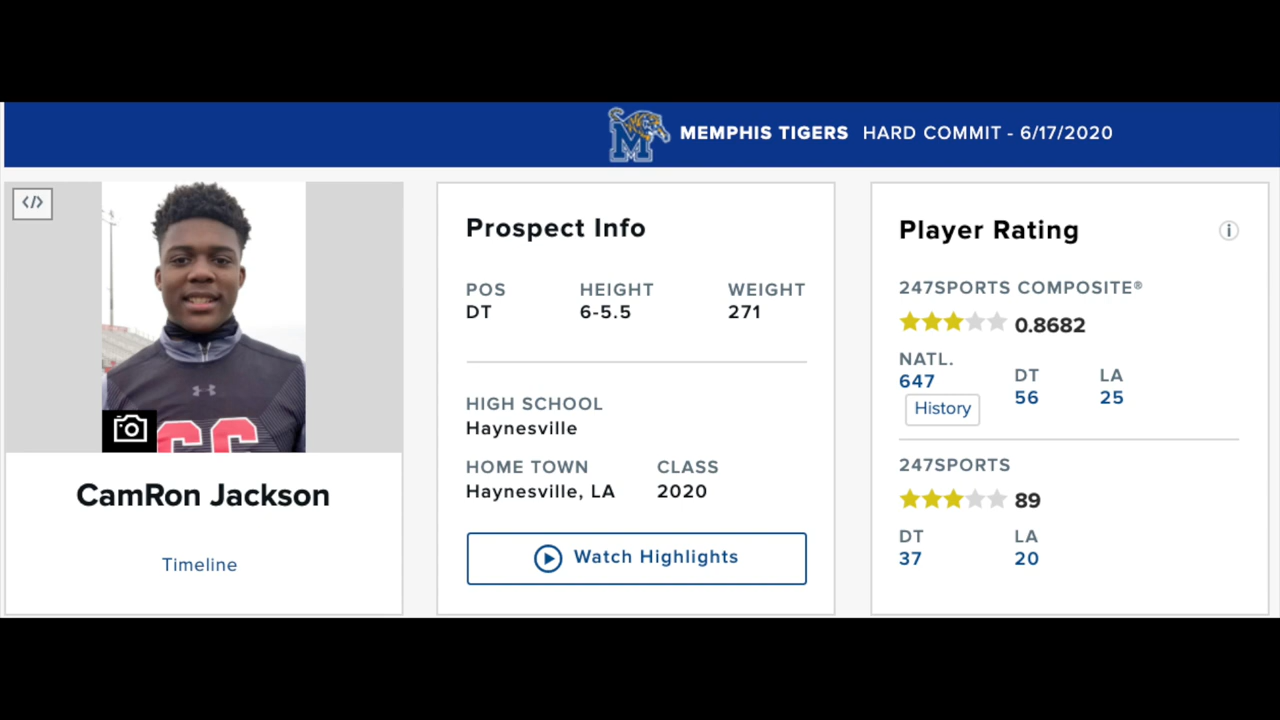 MEMPHIS TIGERS HARD COMMIT - 6/17/2020
</>
CamRon Jackson
Timeline
Prospect Info
POS HEIGHT WEIGHT
DT 6-5.5 271
HIGH SCHOOL
Haynesville
HOME TOWN CLASS
Haynesville, LA 2020
Watch Highlights
Player Rating
247SPORTS COMPOSITE®
0.8682
NATL. DT LA
647 56 25
History
247SPORTS
89
DT LA
37 20